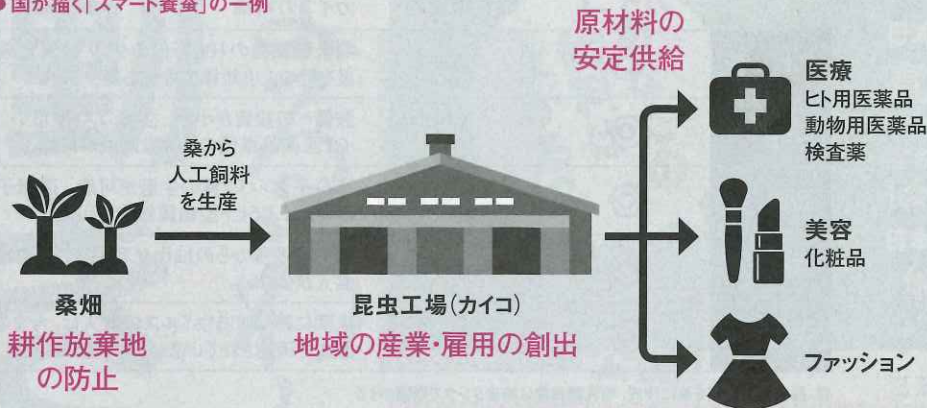 ●国が描く「スマート養蚕」の一例
桑から
人工飼料
を生産
桑畑
耕作放棄地
の防止
昆虫工場（カイコ）
地域の産業・雇用の創出
原材料の
安定供給
医療
ヒト用医薬品
動物用医薬品
検査薬
美容
化粧品
ファッション